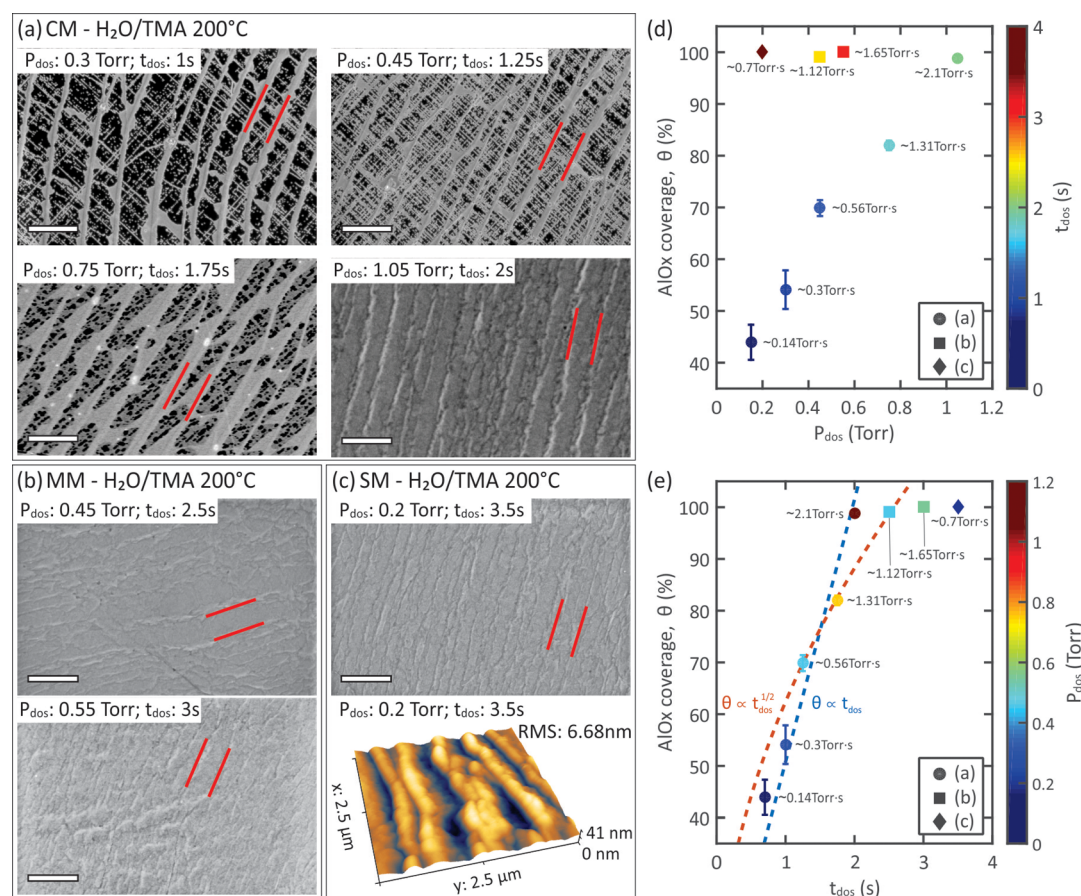 (a) CM - H₂O/TMA 200°C
P_dos: 0.3 Torr; t_dos: 1s
P_dos: 0.45 Torr; t_dos: 1.25s
P_dos: 0.75 Torr; t_dos: 1.75s
P_dos: 1.05 Torr; t_dos: 2s
(b) MM - H₂O/TMA 200°C
P_dos: 0.45 Torr; t_dos: 2.5s
P_dos: 0.55 Torr; t_dos: 3s
(c) SM - H₂O/TMA 200°C
P_dos: 0.2 Torr; t_dos: 3.5s
P_dos: 0.2 Torr; t_dos: 3.5s
RMS: 6.68nm
x: 2.5 µm
y: 2.5 µm
41 nm
0 nm
(d)
AlOx coverage, θ (%)
100
90
80
70
60
50
40
~0.7Torr·s
~1.12Torr·s
~1.65Torr·s
~2.1Torr·s
~1.31Torr·s
~0.56Torr·s
~0.3Torr·s
~0.14Torr·s
(a)
(b)
(c)
0 0.2 0.4 0.6 0.8 1 1.2
P_dos (Torr)
4
3
2
1
0
t_dos (s)
(e)
AlOx coverage, θ (%)
100
90
80
70
60
50
40
~2.1Torr·s
~0.7Torr·s
~1.65Torr·s
~1.12Torr·s
~1.31Torr·s
~0.56Torr·s
θ ∝ t_dos^1/2
θ ∝ t_dos
~0.3Torr·s
~0.14Torr·s
(a)
(b)
(c)
0 1 2 3 4
t_dos (s)
1.2
1
0.8
0.6
0.4
0.2
0
P_dos (Torr)